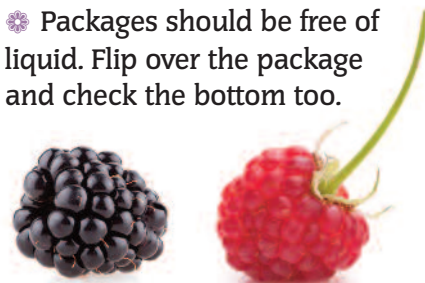 Packages should be free of
liquid. Flip over the package
and check the bottom too.